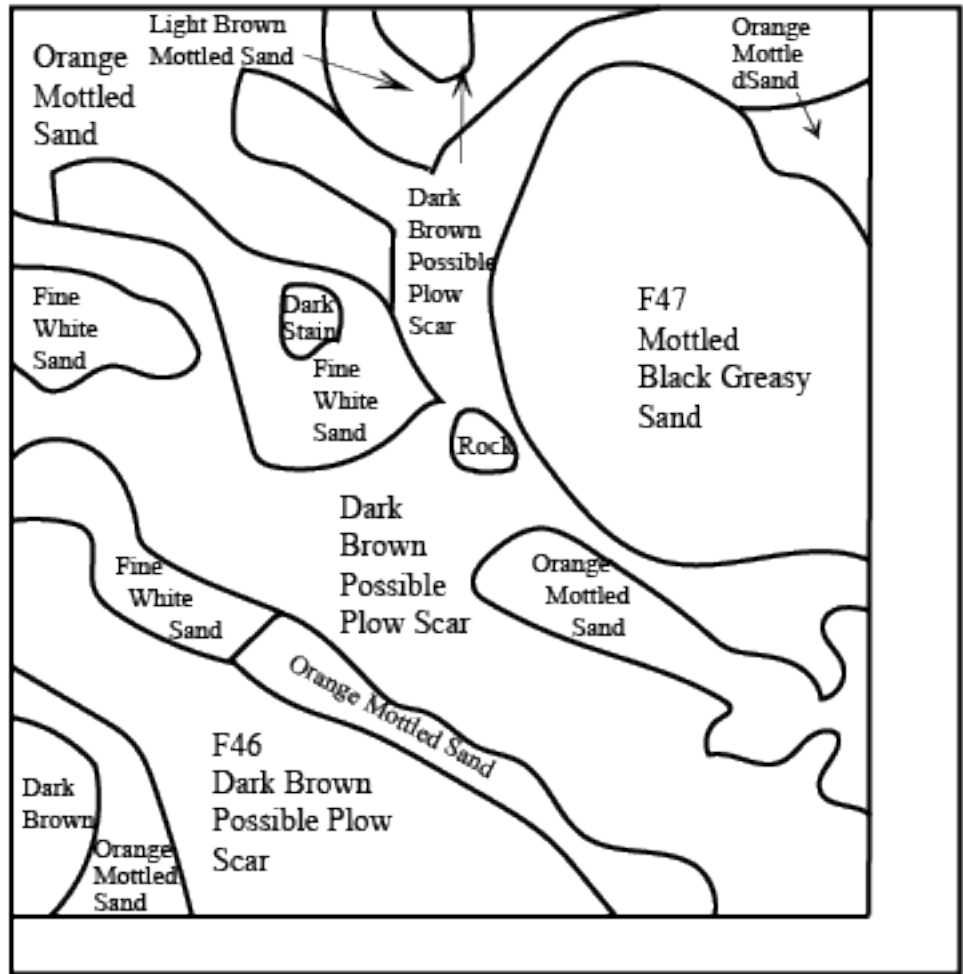 Light Brown
Mottled Sand
Orange
Mottled
Sand
Orange
Mottle
dSand
Dark
Brown
Possible
Plow
Scar
Fine
White
Sand
Dark
Stain
Fine
White
Sand
F47
Mottled
Black Greasy
Sand
Rock
Dark
Brown
Possible
Plow Scar
Orange
Mottled
Sand
Fine
White
Sand
Orange Mottled Sand
F46
Dark Brown
Possible Plow
Scar
Dark
Brown
Orange
Mottled
Sand